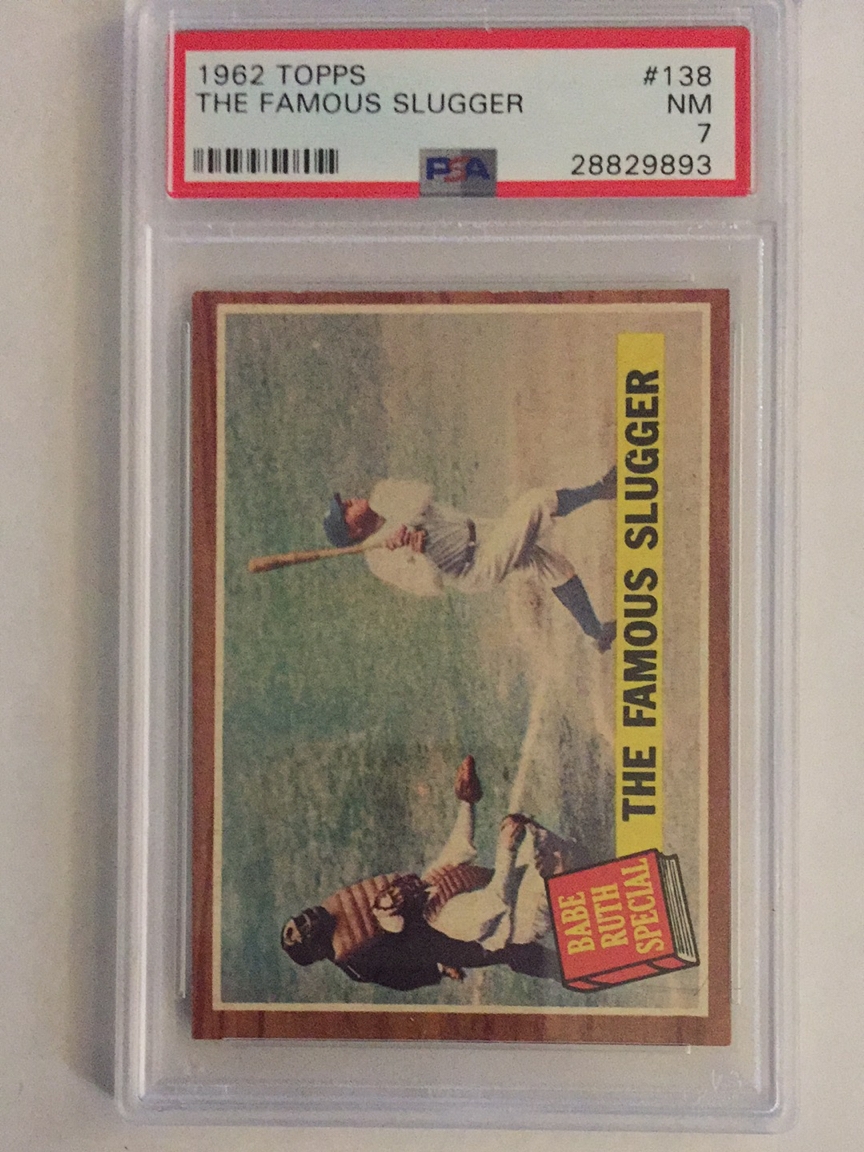 1962 TOPPS #138
THE FAMOUS SLUGGER NM
7
PSA 28829893
THE FAMOUS SLUGGER
BABE
RUTH
SPECIAL